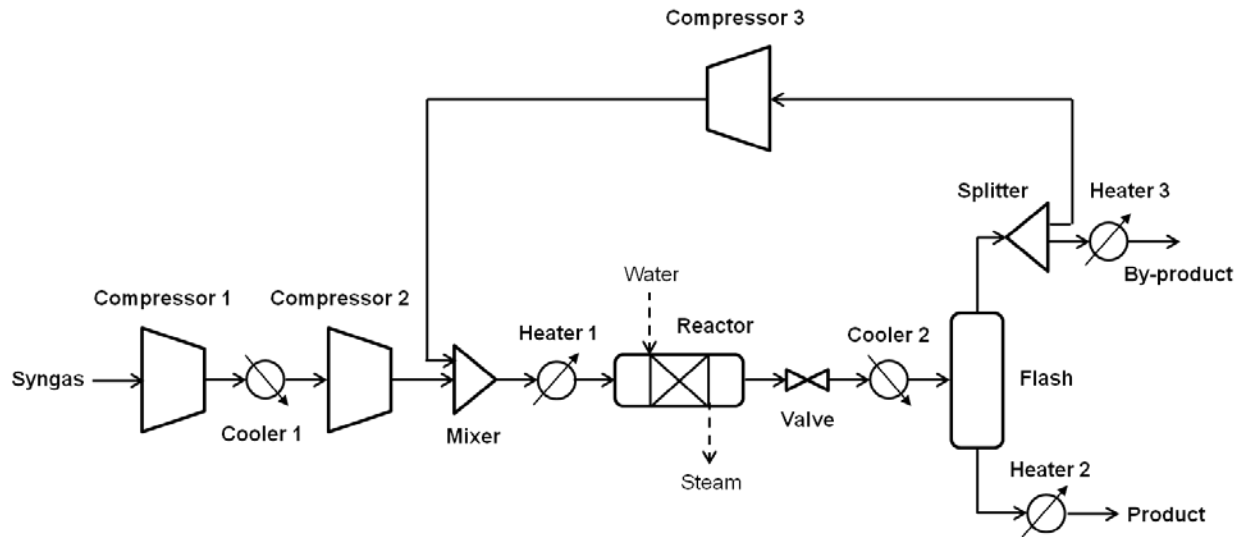 Compressor 3
Splitter
Heater 3
By-product
Water
Compressor 1
Compressor 2
Heater 1
Reactor
Cooler 2
Syngas
Flash
Cooler 1
Mixer
Valve
Steam
Heater 2
Product